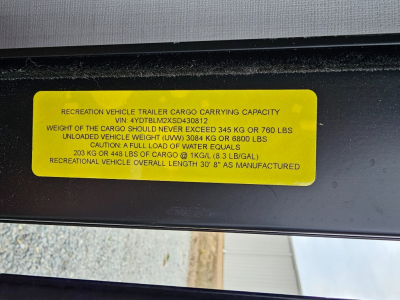 RECREATION VEHICLE TRAILER CARGO CARRYING CAPACITY
VIN: 4YDTBLM2XSD430812
WEIGHT OF THE CARGO SHOULD NEVER EXCEED 345 KG OR 760 LBS
UNLOADED VEHICLE WEIGHT (UVW) 3084 KG OR 6800 LBS
CAUTION: A FULL LOAD OF WATER EQUALS
203 KG OR 448 LBS OF CARGO @ 1KG/L (8.3 LB/GAL)
RECREATIONAL VEHICLE OVERALL LENGTH 30' 8" AS MANUFACTURED